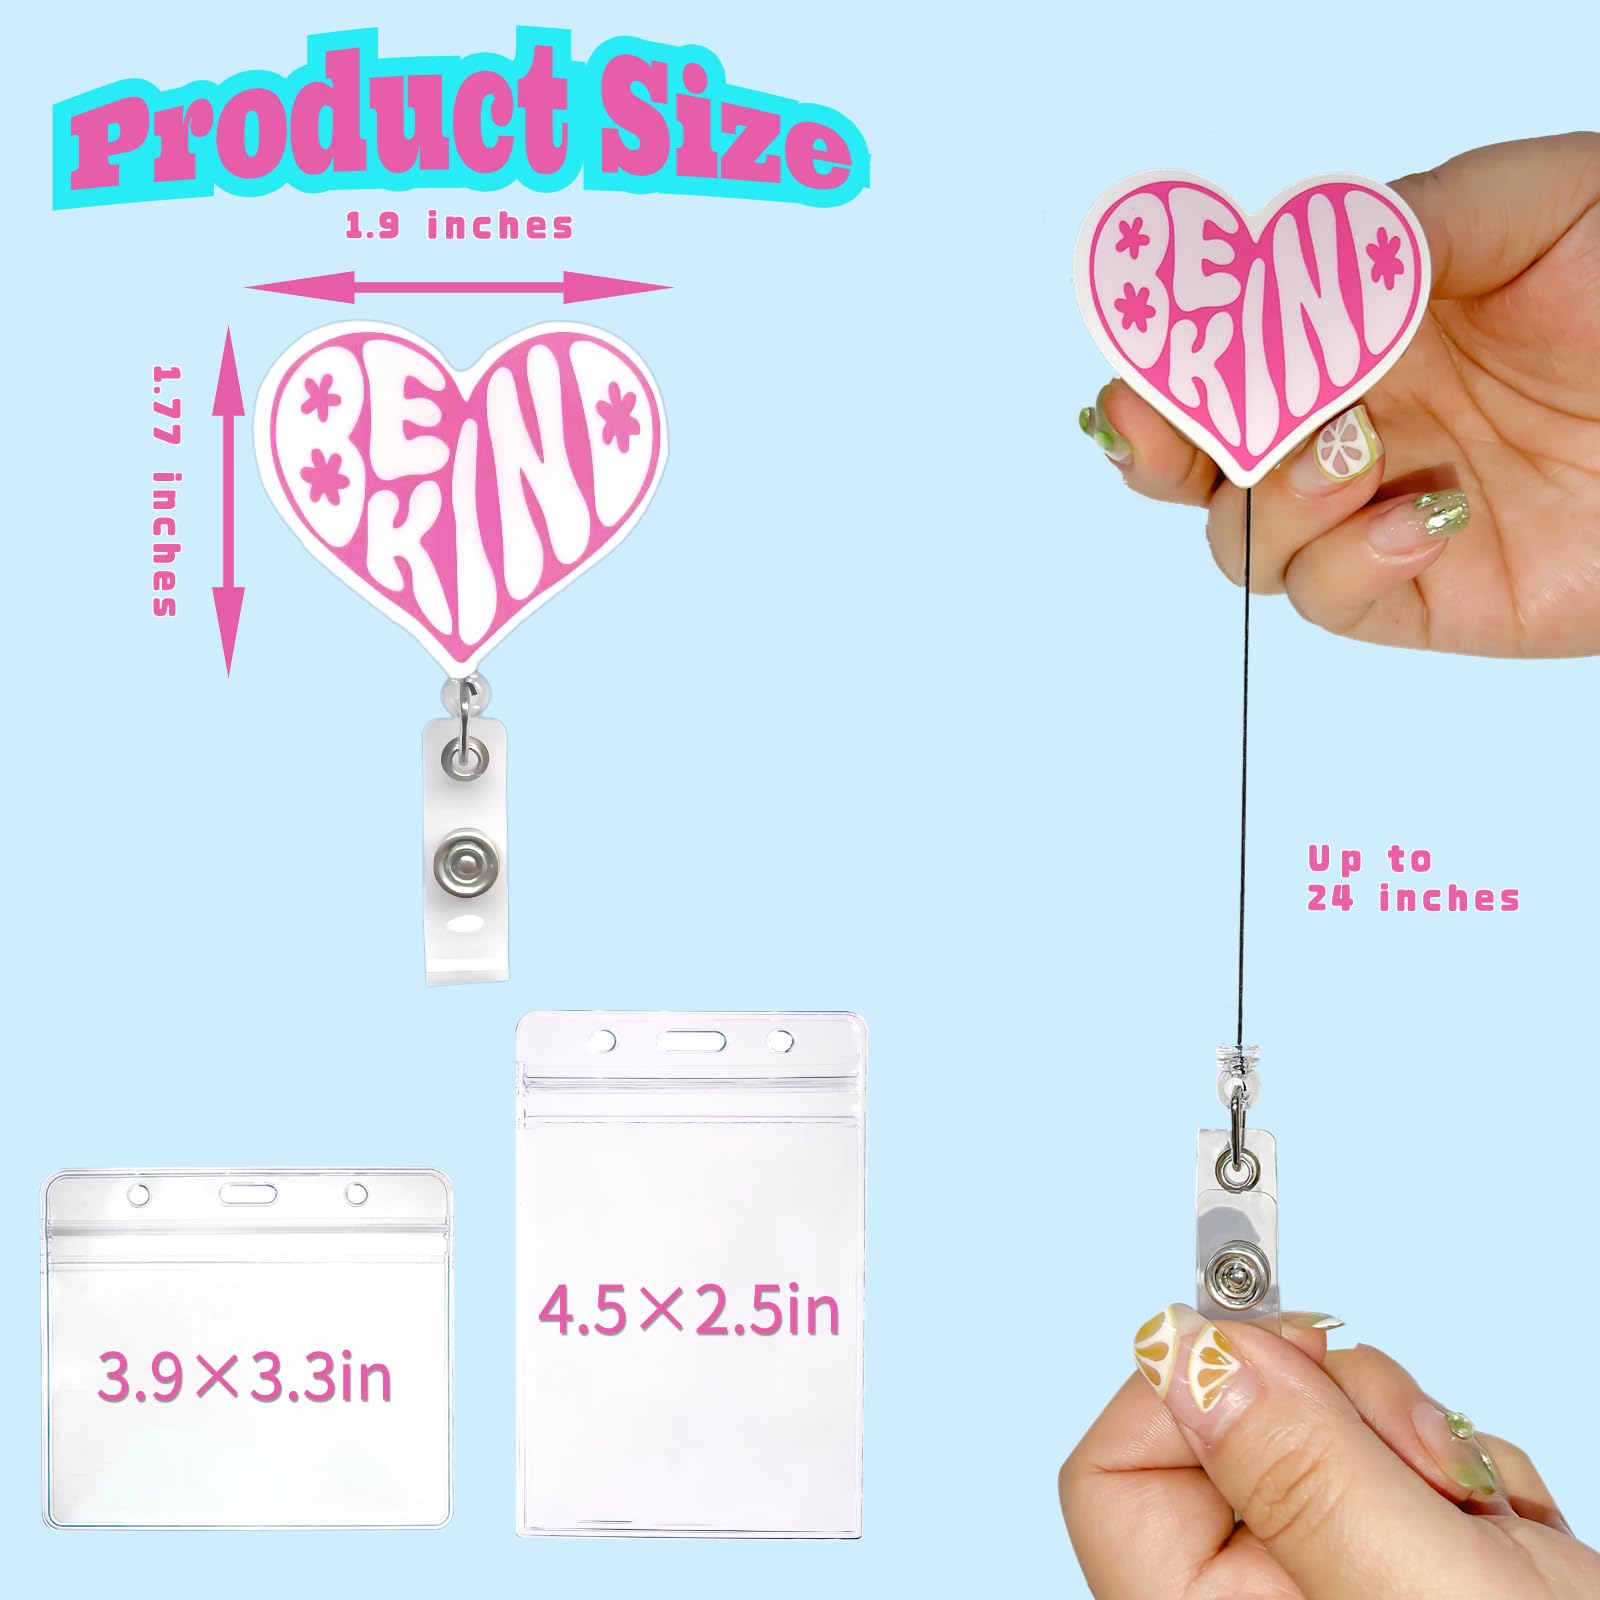 Product Size
1.9 inches
1.77 inches
BE
KIND
BE
KIND
Up to
24 inches
3.9×3.3in
4.5×2.5in